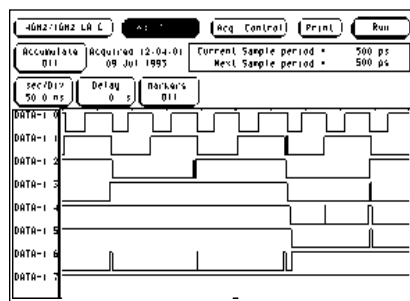 4GHz/1GHz LA C Acq. Control Print Run
Accumulate Acquired 12:04:01 Current Sample period = 500 ps
Off 09 Jul 1993 Next Sample period = 500 ps
sec/Div Delay Markers
50.0 ns 0 s Off
DATA-1 0
DATA-1 1
DATA-1 2
DATA-1 3
DATA-1 4
DATA-1 5
DATA-1 6
DATA-1 7